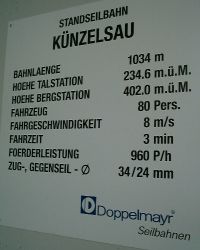 STANDSEILBAHN
KÜNZELSAU
BAHNLAENGE 1034 m
HOEHE TALSTATION 234.6 m.ü.M.
HOEHE BERGSTATION 402.0 m.ü.M.
FAHRZEUG 80 Pers.
FAHRGESCHWINDIGKEIT 8 m/s
FAHRZEIT 3 min
FOERDERLEISTUNG 960 P/h
ZUG-, GEGENSEIL - Ø 34/24 mm
Doppelmayr®
Seilbahnen